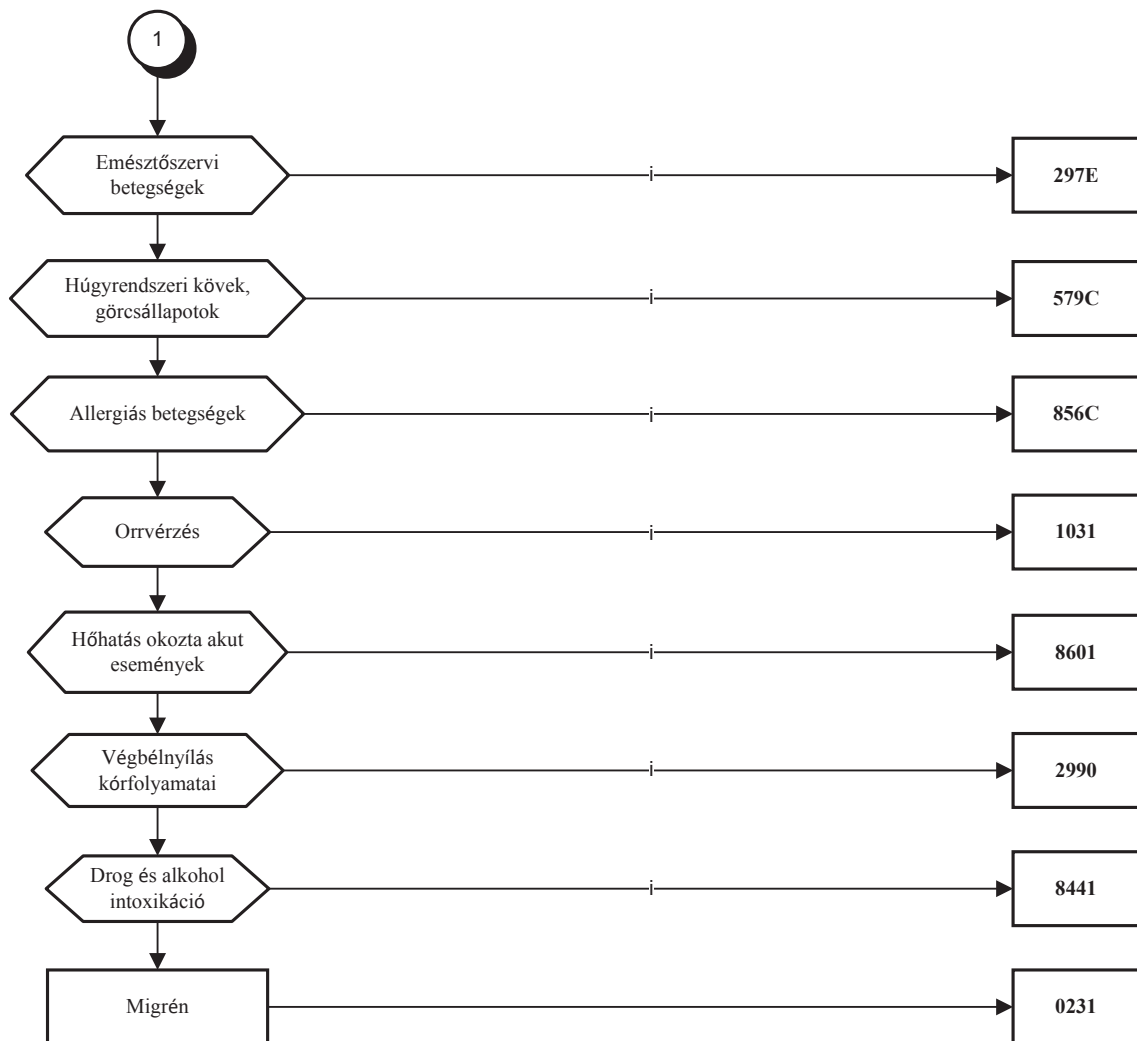 1
Emésztőszervi
betegségek
i
297E
Húgyrendszeri kövek,
görcsállapotok
i
579C
Allergiás betegségek
i
856C
Orrvérzés
i
1031
Hőhatás okozta akut
események
i
8601
Végbélnyílás
kórfolyamatai
i
2990
Drog és alkohol
intoxikáció
i
8441
Migrén
0231